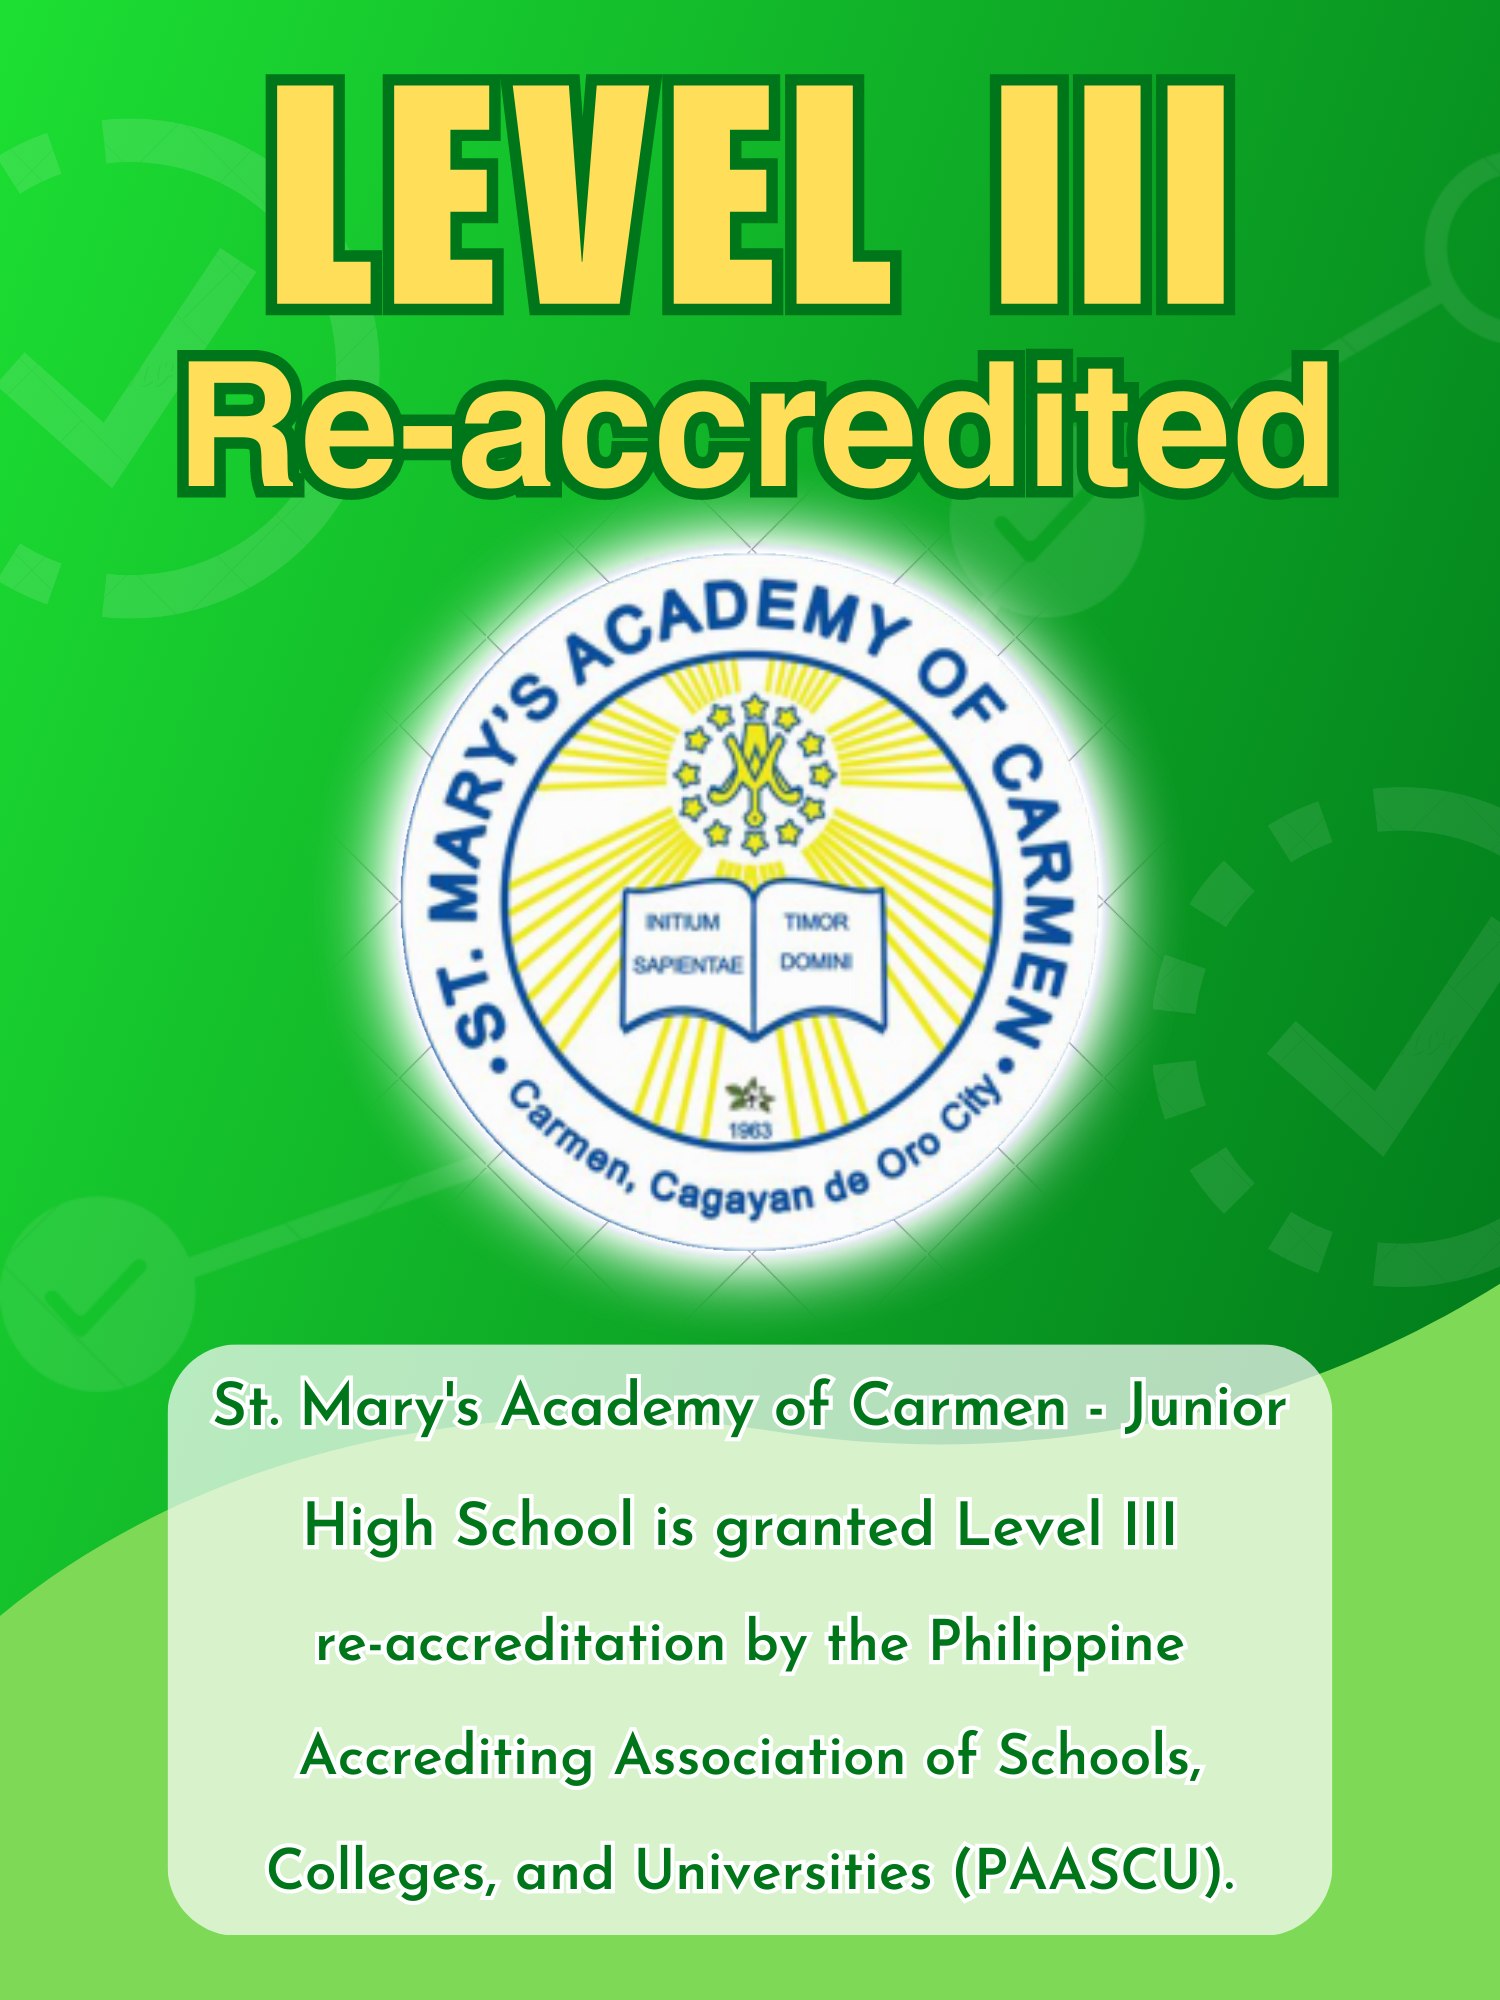 LEVEL III
Re-accredited
ST. MARY'S ACADEMY OF CARMEN
INITIUM TIMOR
SAPIENTAE DOMINI
1963
• Carmen, Cagayan de Oro City •
St. Mary's Academy of Carmen - Junior
High School is granted Level III
re-accreditation by the Philippine
Accrediting Association of Schools,
Colleges, and Universities (PAASCU).